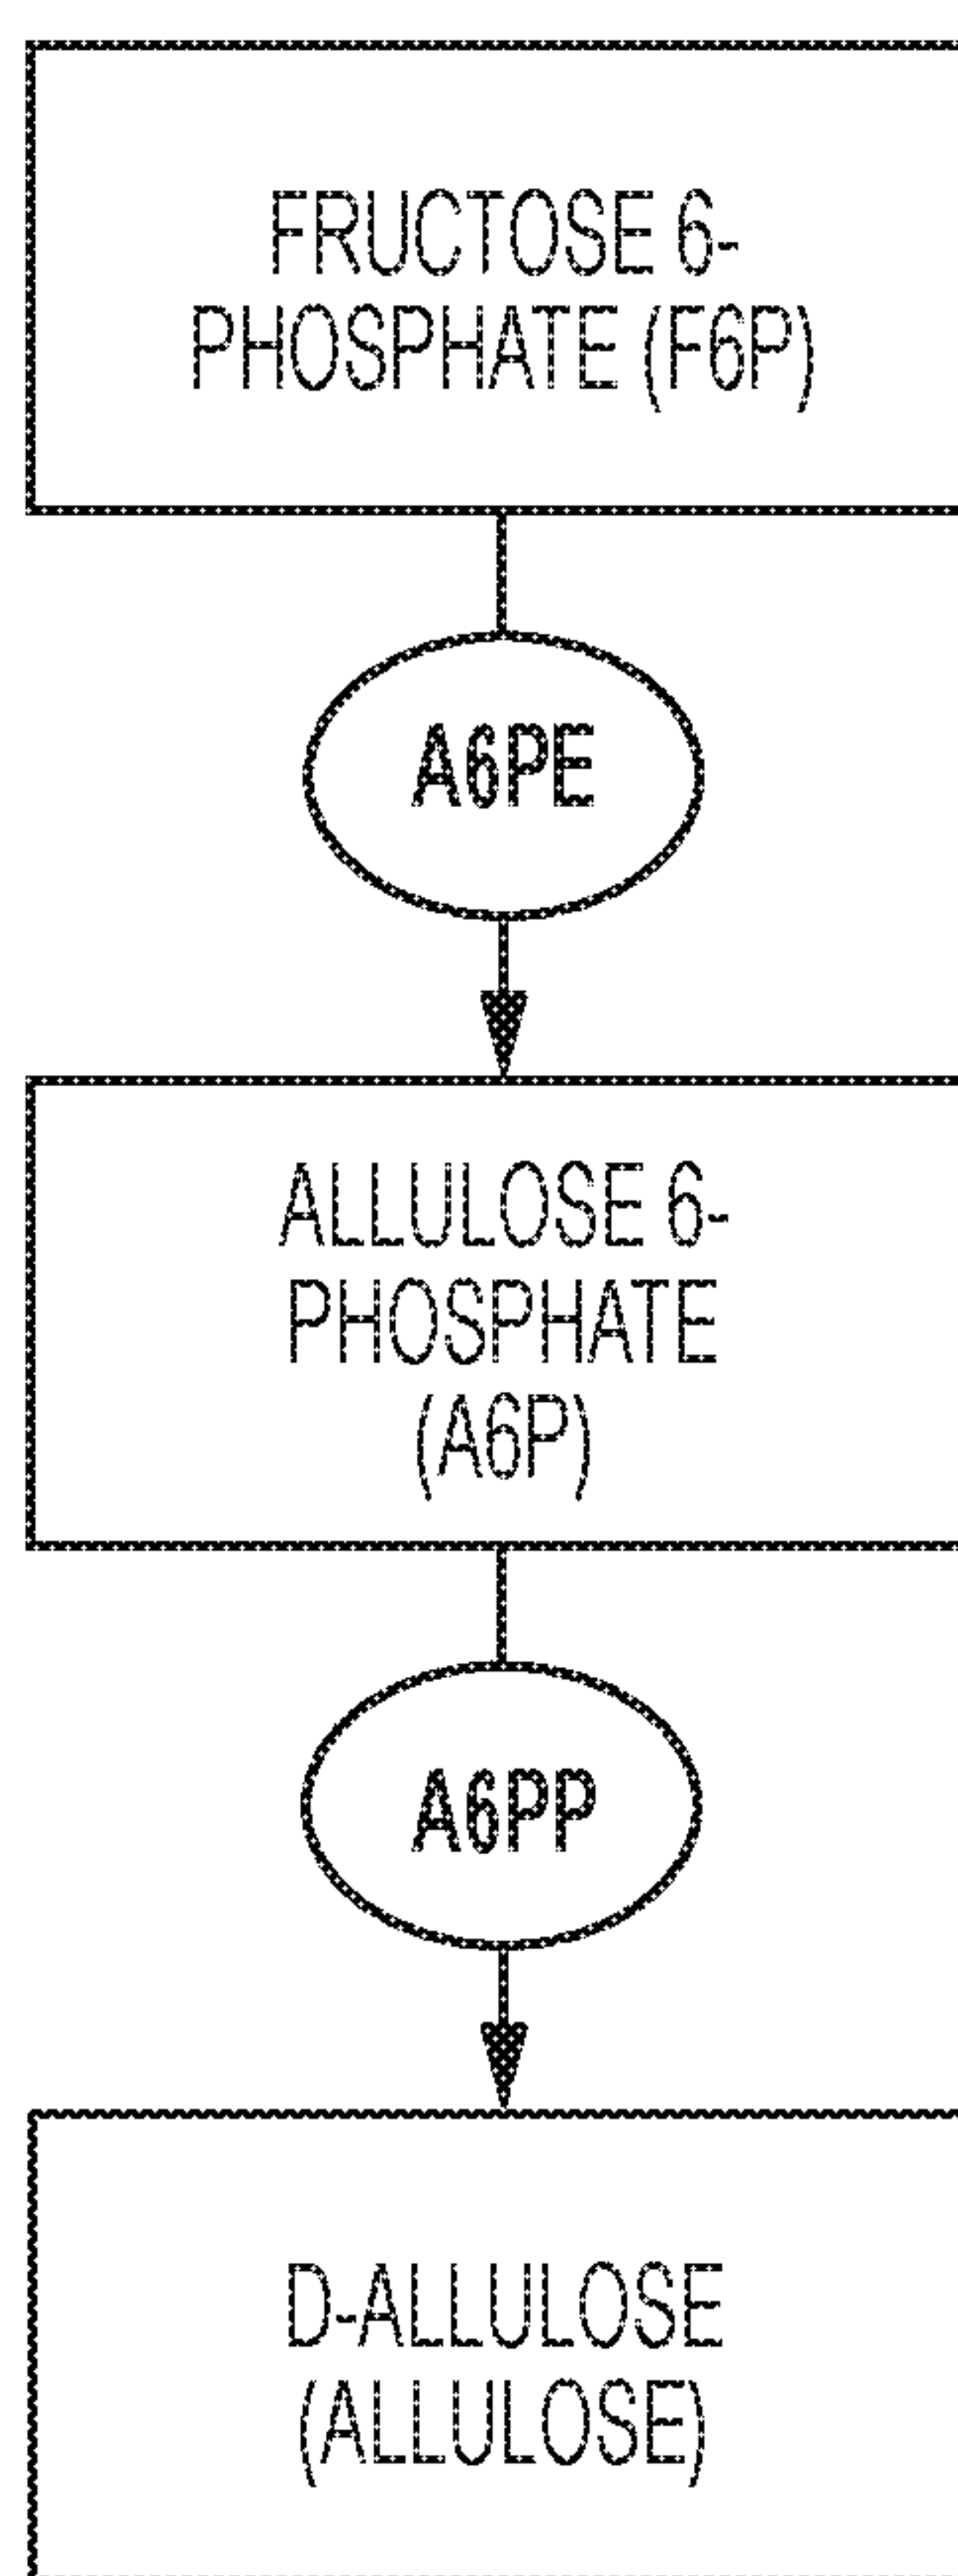 FRUCTOSE 6-
PHOSPHATE (F6P)
A6PE
ALLULOSE 6-
PHOSPHATE
(A6P)
A6PP
D-ALLULOSE
(ALLULOSE)